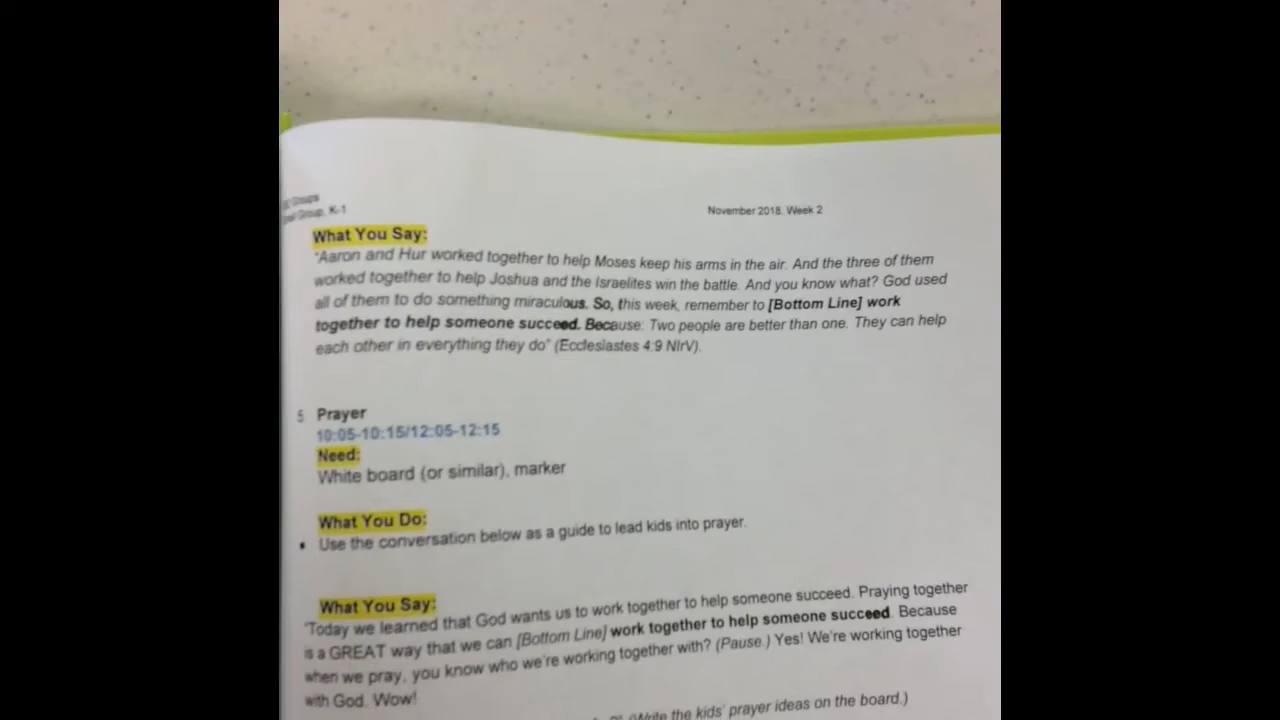 Groups
Group, K-1
November 2018, Week 2
What You Say:
"Aaron and Hur worked together to help Moses keep his arms in the air. And the three of them
worked together to help Joshua and the Israelites win the battle. And you know what? God used
all of them to do something miraculous. So, this week, remember to [Bottom Line] work
together to help someone succeed. Because: Two people are better than one. They can help
each other in everything they do" (Ecclesiastes 4:9 NIrV).
5 Prayer
10:05-10:15/12:05-12:15
Need:
White board (or similar), marker
What You Do:
• Use the conversation below as a guide to lead kids into prayer.
What You Say:
"Today we learned that God wants us to work together to help someone succeed. Praying together
is a GREAT way that we can [Bottom Line] work together to help someone succeed. Because
when we pray, you know who we're working together with? (Pause.) Yes! We're working together
with God. Wow!
(Write the kids' prayer ideas on the board.)